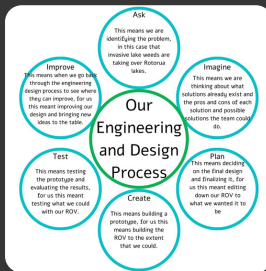 Ask
This means we are
identifying the problem,
in this case that
invasive lake weeds are
taking over Rotorua
lakes.
Imagine
This means we are
thinking about what
solutions already exist and
the pros and cons of each
solution and possible
solutions the team could
do.
Plan
This means deciding
on the final design
and finalizing it, for
us this meant editing
down our ROV to
what we wanted it to
be
Create
This means building a
prototype, for us this
means building the
ROV to the extent
that we could.
Test
This means testing
the prototype and
evaluating the results,
for us this meant
testing what we could
with our ROV.
Improve
This means when we go back
through the engineering
design process to see where
they can improve, for us
this meant improving our
design and bringing new
ideas to the table.
Our
Engineering
and Design
Process